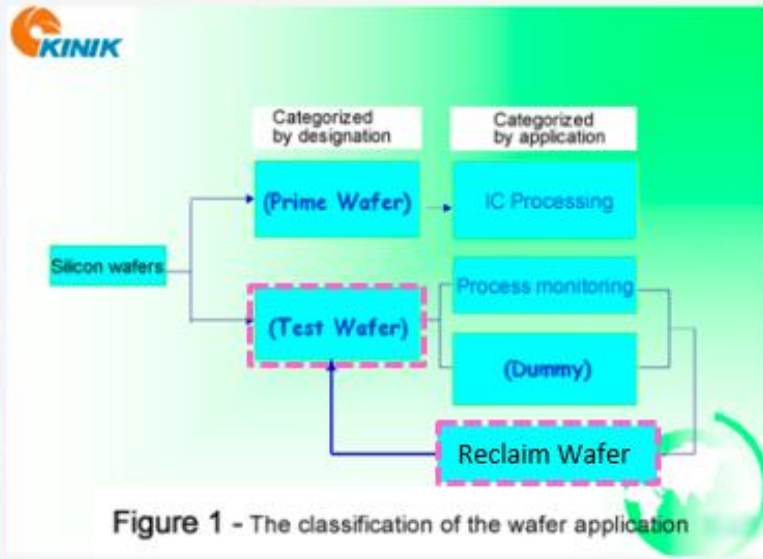 KINIK
Categorized
by designation
Categorized
by application
(Prime Wafer)
IC Processing
Silicon wafers
Process monitoring
(Test Wafer)
(Dummy)
Reclaim Wafer
Figure 1 - The classification of the wafer application